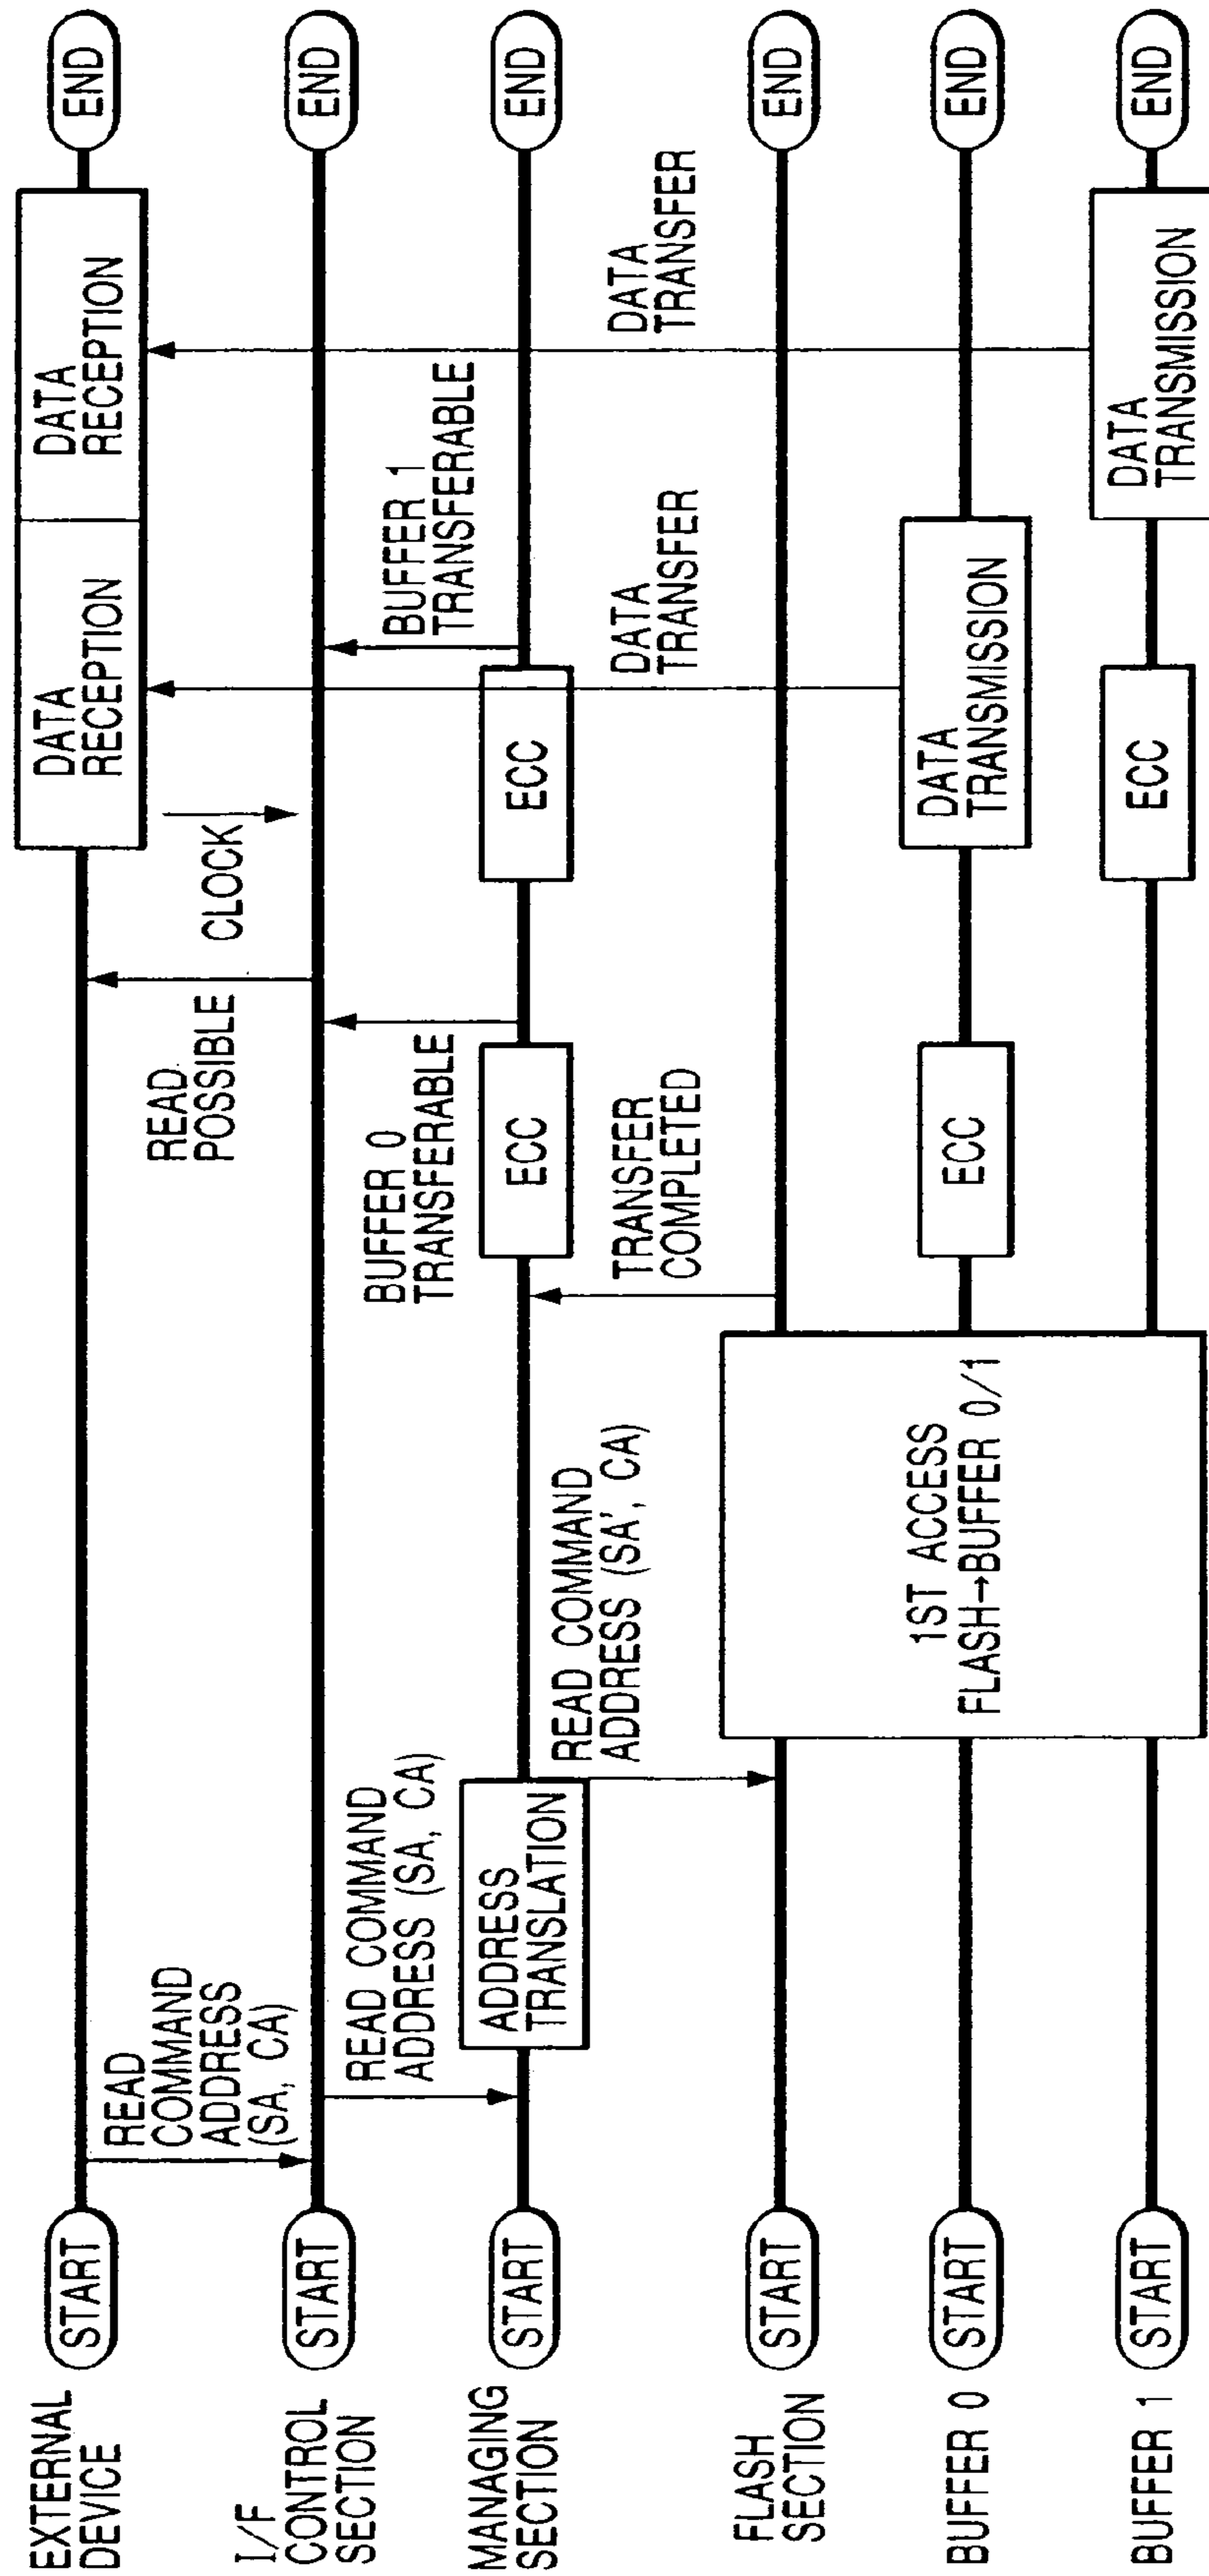 EXTERNAL
DEVICE
START
READ
COMMAND
ADDRESS
(SA, CA)
READ
POSSIBLE
CLOCK
DATA
RECEPTION
DATA
RECEPTION
END
I/F
CONTROL
SECTION
START
READ COMMAND
ADDRESS (SA, CA)
BUFFER 0
TRANSFERABLE
BUFFER 1
TRANSFERABLE
END
MANAGING
SECTION
START
ADDRESS
TRANSLATION
READ COMMAND
ADDRESS (SA', CA)
ECC
ECC
END
TRANSFER
COMPLETED
DATA
TRANSFER
DATA
TRANSFER
FLASH
SECTION
START
1ST ACCESS
FLASH→BUFFER 0/1
END
BUFFER 0
START
ECC
DATA
TRANSMISSION
END
BUFFER 1
START
ECC
DATA
TRANSMISSION
END